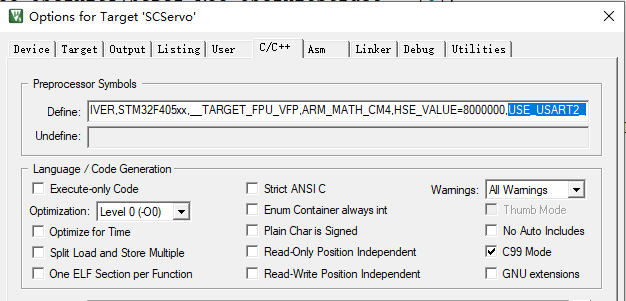 Options for Target 'SCServo'
Device Target Output Listing User C/C++ Asm Linker Debug Utilities
Preprocessor Symbols
Define: IVER,STM32F405xx,__TARGET_FPU_VFP,ARM_MATH_CM4,HSE_VALUE=8000000,USE_USART2_
Undefine:
Language / Code Generation
Execute-only Code Strict ANSI C Warnings: All Warnings
Optimization: Level 0 (-O0) Enum Container always int Thumb Mode
Optimize for Time Plain Char is Signed No Auto Includes
Split Load and Store Multiple Read-Only Position Independent C99 Mode
One ELF Section per Function Read-Write Position Independent GNU extensions